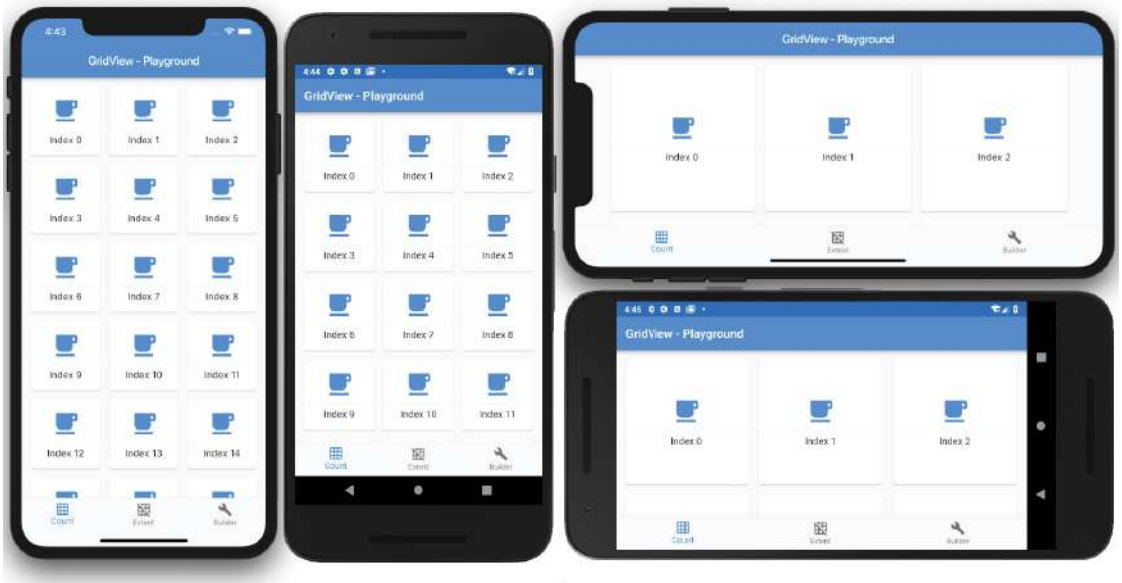 4:43
GridView - Playground
Index 0 Index 1 Index 2
Index 3 Index 4 Index 5
Index 6 Index 7 Index 8
Index 9 Index 10 Index 11
Index 12 Index 13 Index 14
Count Extent Builder
4:44
GridView - Playground
Index 0 Index 1 Index 2
Index 3 Index 4 Index 5
Index 6 Index 7 Index 8
Index 9 Index 10 Index 11
Count Extent Builder
GridView - Playground
Index 0 Index 1 Index 2
Count Extent Builder
4:45
GridView - Playground
Index 0 Index 1 Index 2
Count Extent Builder